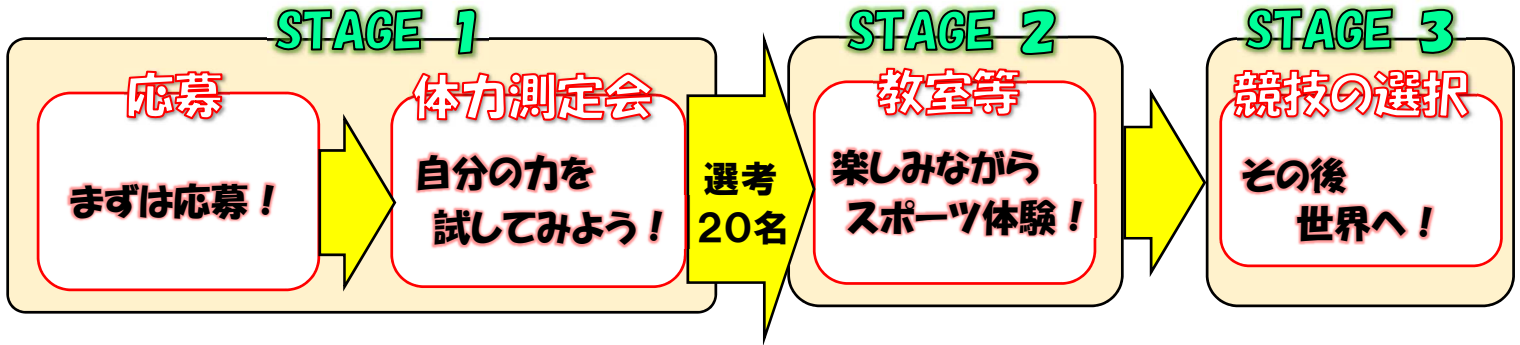 STAGE 1
応募
まずは応募！
体力測定会
自分の力を
試してみよう！
選考
20名
STAGE 2
教室等
楽しみながら
スポーツ体験！
STAGE 3
競技の選択
その後
世界へ！